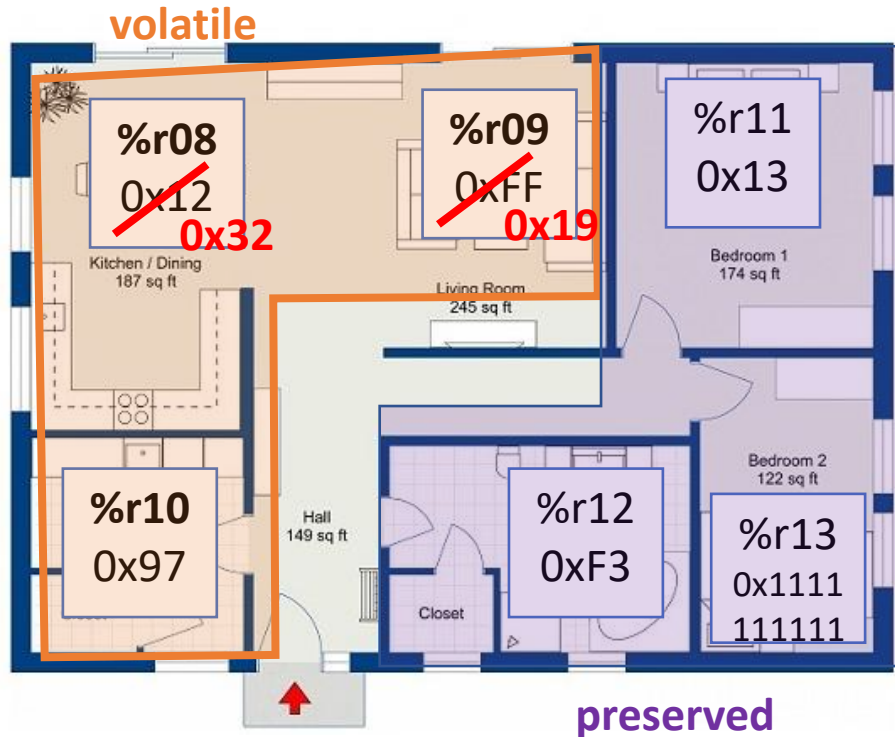 volatile
%r08
0x12
0x32
%r09
0xFF
0x19
%r11
0x13
Kitchen / Dining
187 sq ft
Living Room
245 sq ft
Bedroom 1
174 sq ft
%r10
0x97
Hall
149 sq ft
%r12
0xF3
Closet
Bedroom 2
122 sq ft
%r13
0x1111
111111
preserved